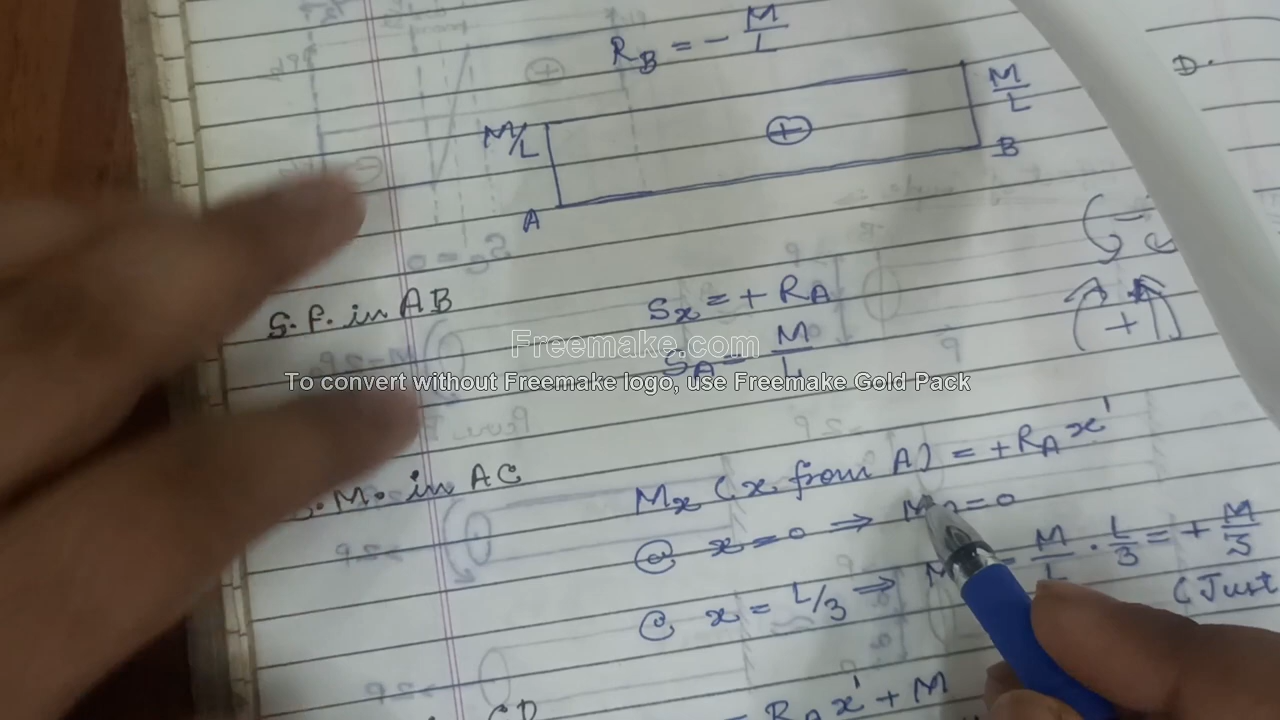 R_B = - M/L
M/L
⊕
M/L
D.
A
B
S.F. in AB
S_x = + R_A
S_A = M/L
+
Freemake.com
To convert without Freemake logo, use Freemake Gold Pack
M. in AC
M_x (x from A) = + R_A x'
@ x = 0 ⇒ M = 0
@ x = L/3 ⇒ M = M/L . L/3 = + M/3
(Just
R_A x' + M
CD